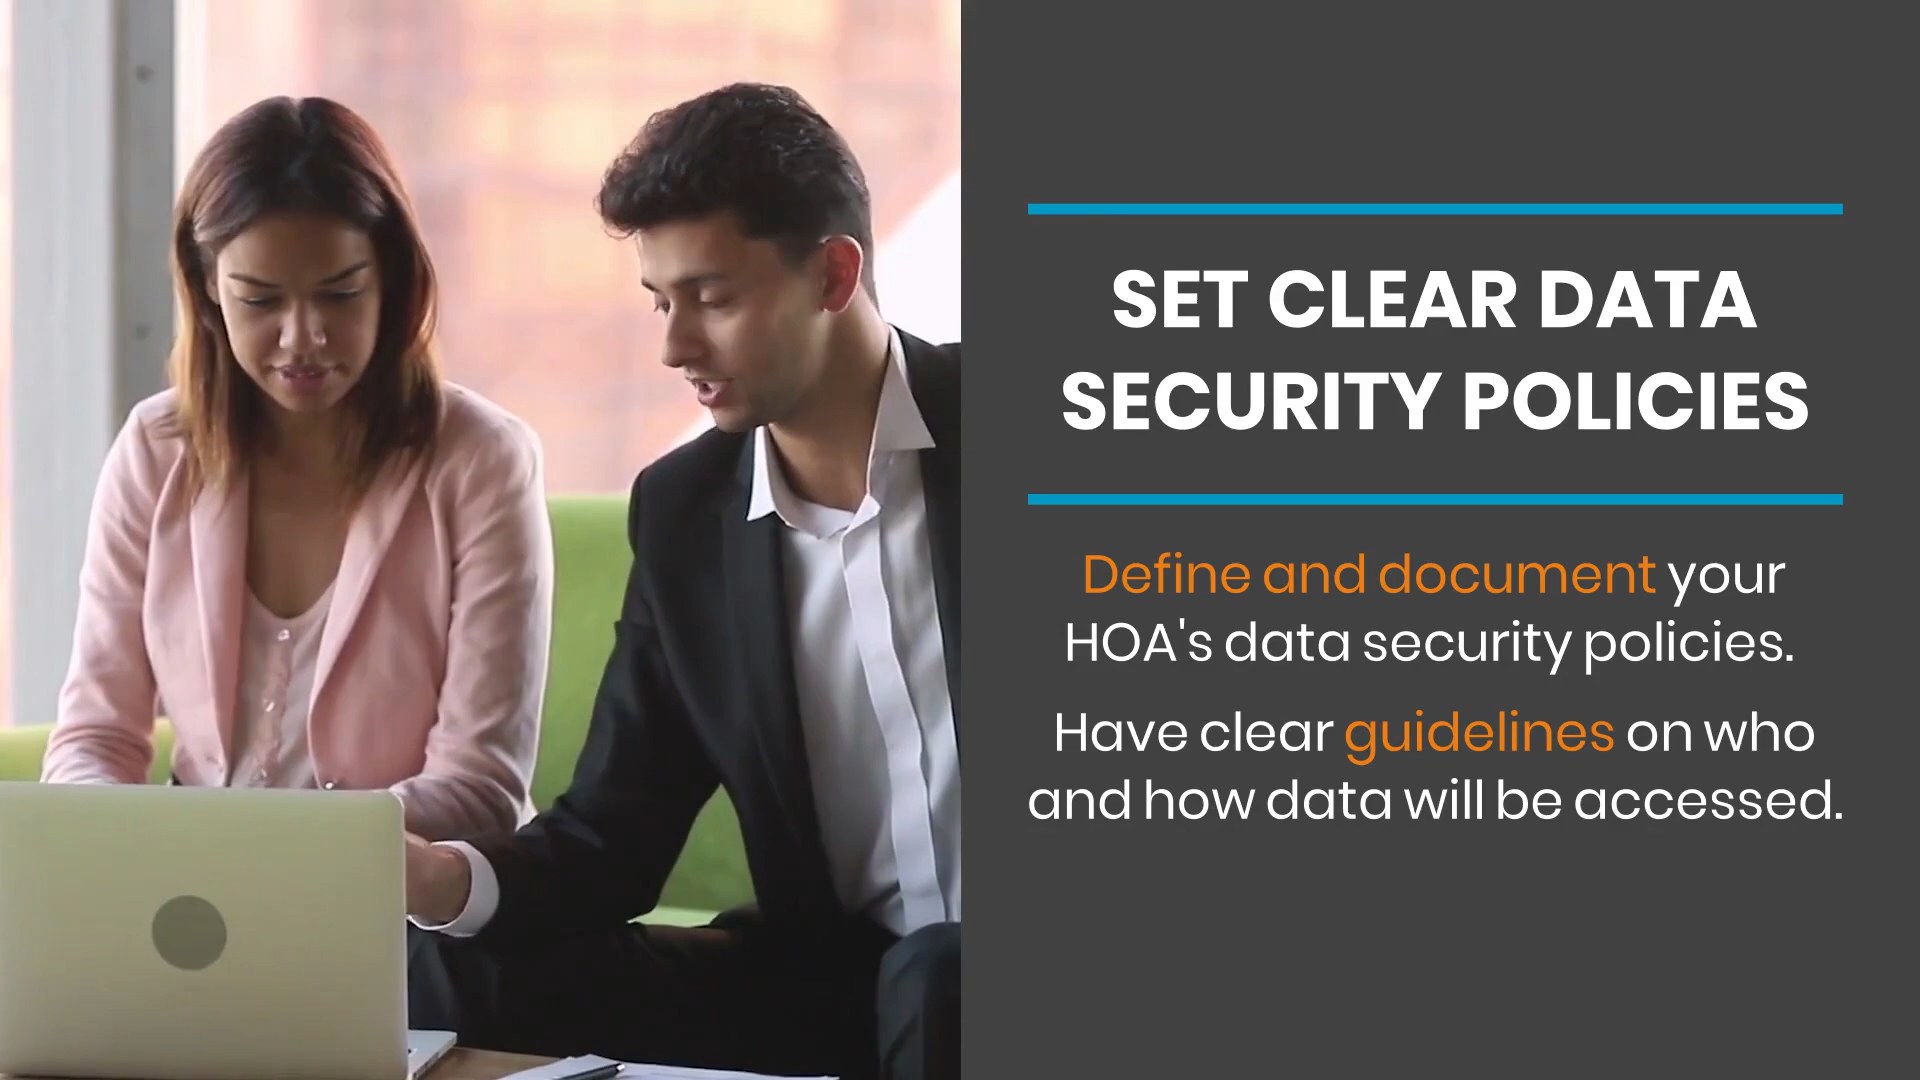 SET CLEAR DATA
SECURITY POLICIES
Define and document your
HOA's data security policies.
Have clear guidelines on who
and how data will be accessed.